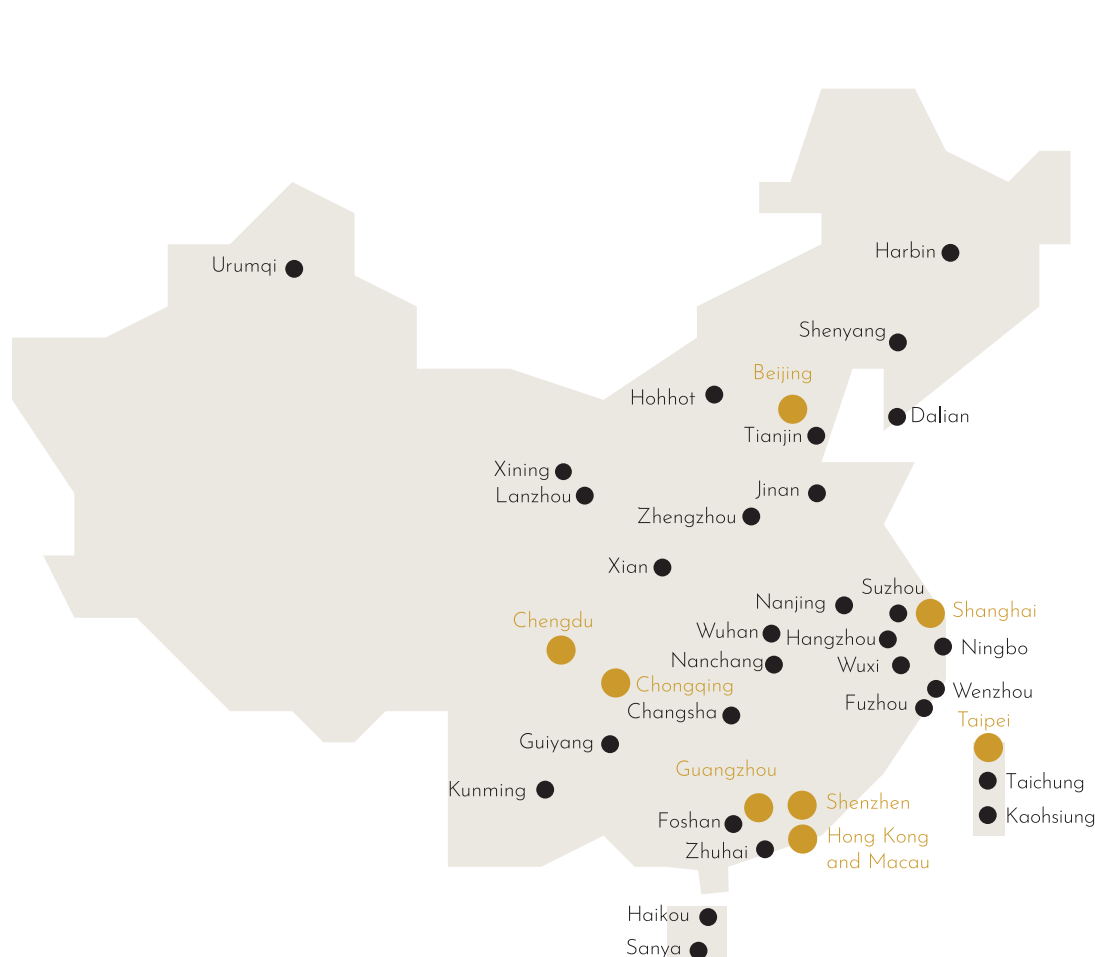 Harbin
Urumqi
Shenyang
Beijing
Hohhot
Dalian
Tianjin
Xining
Jinan
Lanzhou
Zhengzhou
Xian
Suzhou
Nanjing
Shanghai
Chengdu
Wuhan
Hangzhou
Ningbo
Nanchang
Wuxi
Chongqing
Wenzhou
Fuzhou
Changsha
Taipei
Guiyang
Guangzhou
Taichung
Kunming
Shenzhen
Kaohsiung
Foshan
Hong Kong
and Macau
Zhuhai
Haikou
Sanya